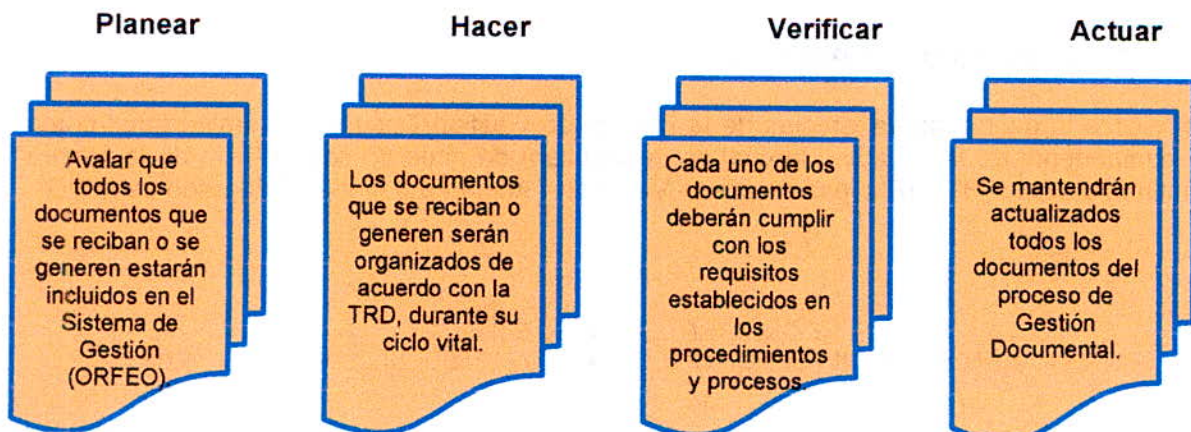 Planear
Hacer
Verificar
Actuar
Avalar que
todos los
documentos que
se reciban o se
generen estarán
incluidos en el
Sistema de
Gestión
(ORFEO).
Los documentos
que se reciban o
generen serán
organizados de
acuerdo con la
TRD, durante su
ciclo vital.
Cada uno de los
documentos
deberán cumplir
con los
requisitos
establecidos en
los
procedimientos
y procesos.
Se mantendrán
actualizados
todos los
documentos del
proceso de
Gestión
Documental.